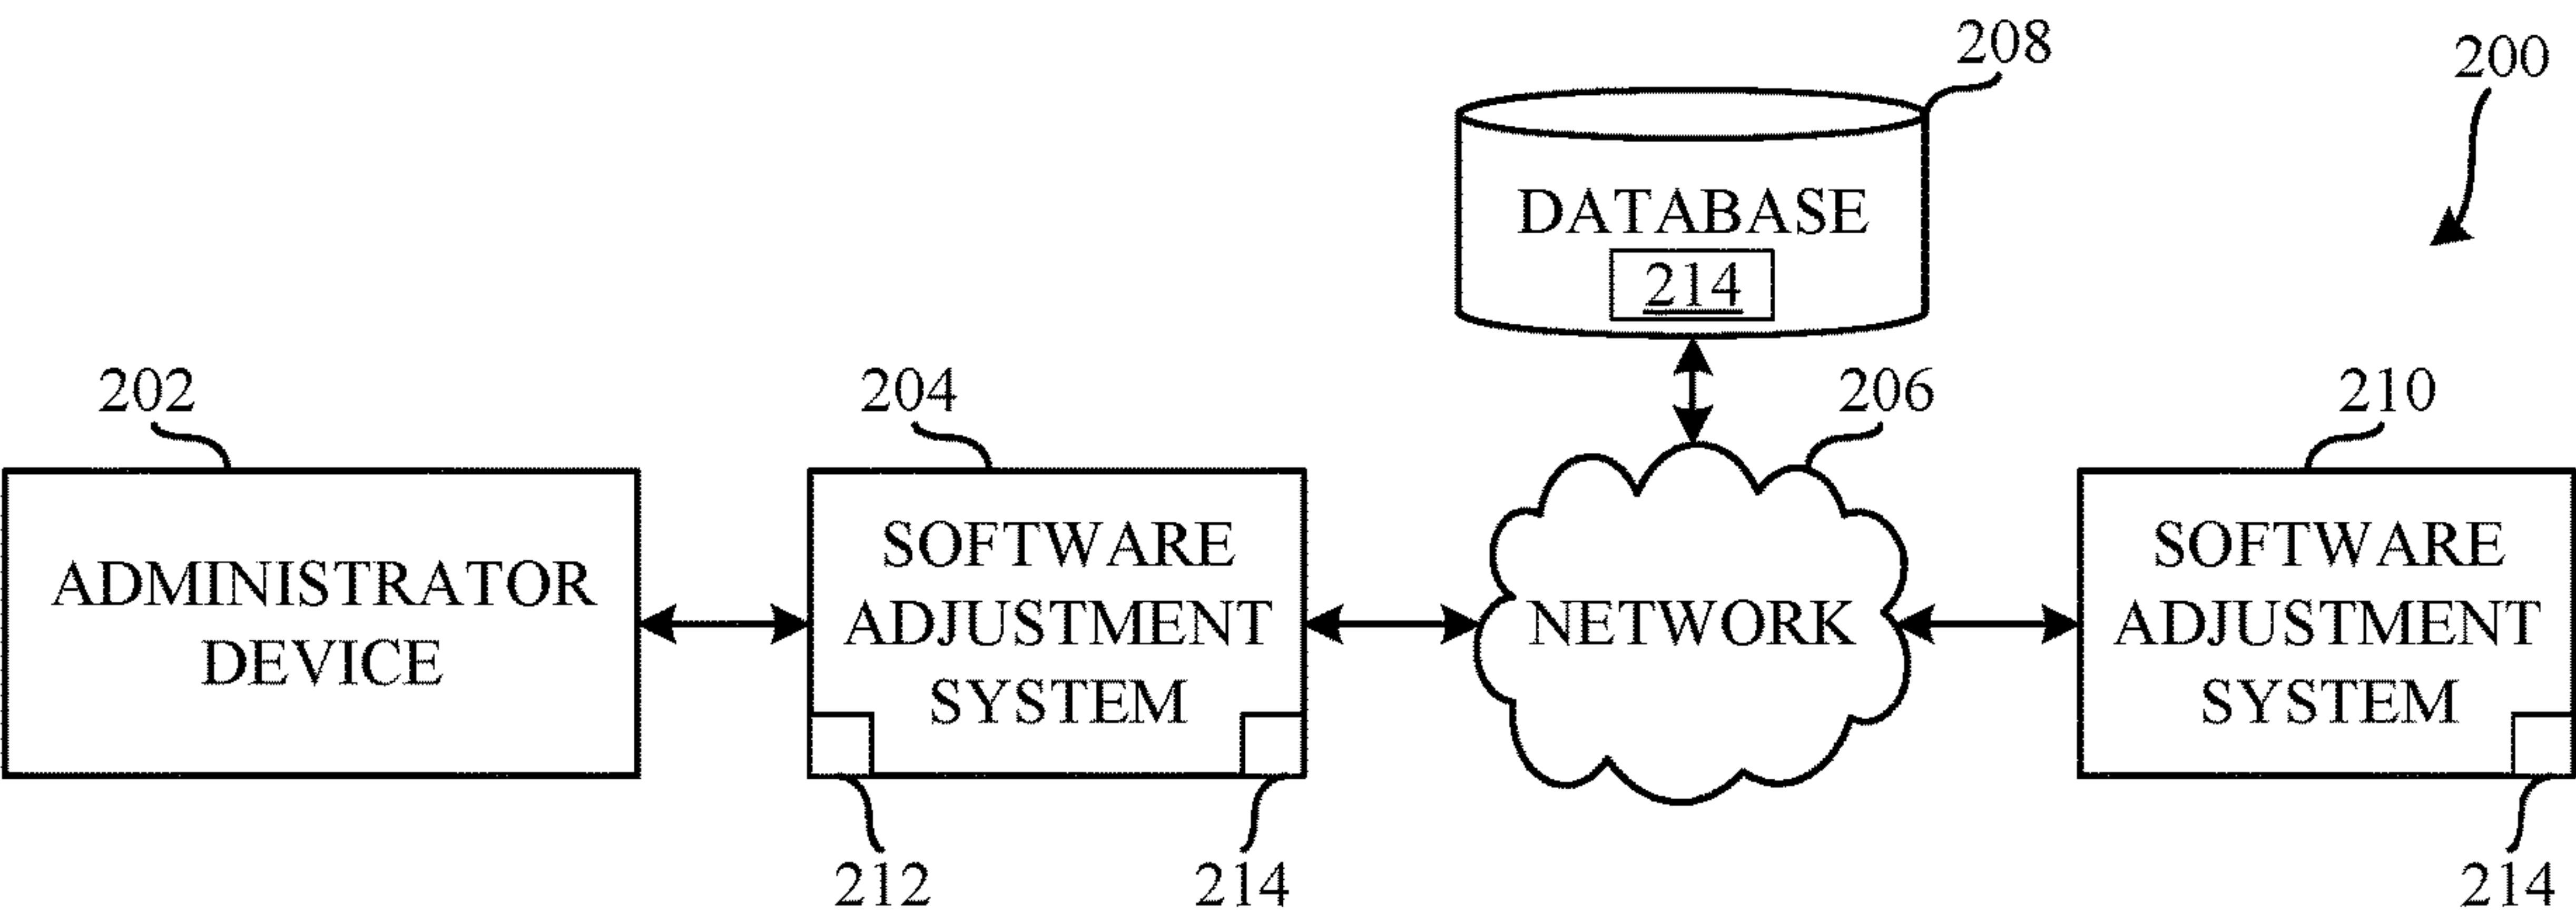 208
200
DATABASE
214
202
204
206
210
ADMINISTRATOR
DEVICE
SOFTWARE
ADJUSTMENT
SYSTEM
NETWORK
SOFTWARE
ADJUSTMENT
SYSTEM
212
214
214